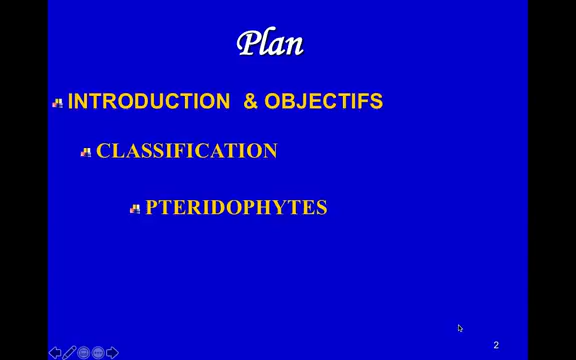 Plan
INTRODUCTION & OBJECTIFS
CLASSIFICATION
PTERIDOPHYTES
2